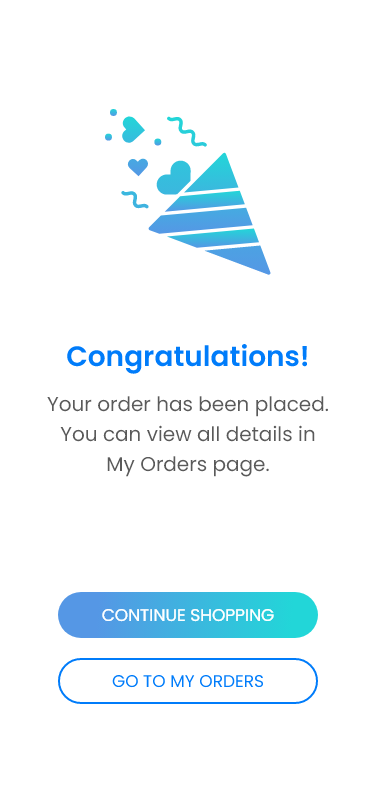 Congratulations!
Your order has been placed.
You can view all details in
My Orders page.
CONTINUE SHOPPING
GO TO MY ORDERS